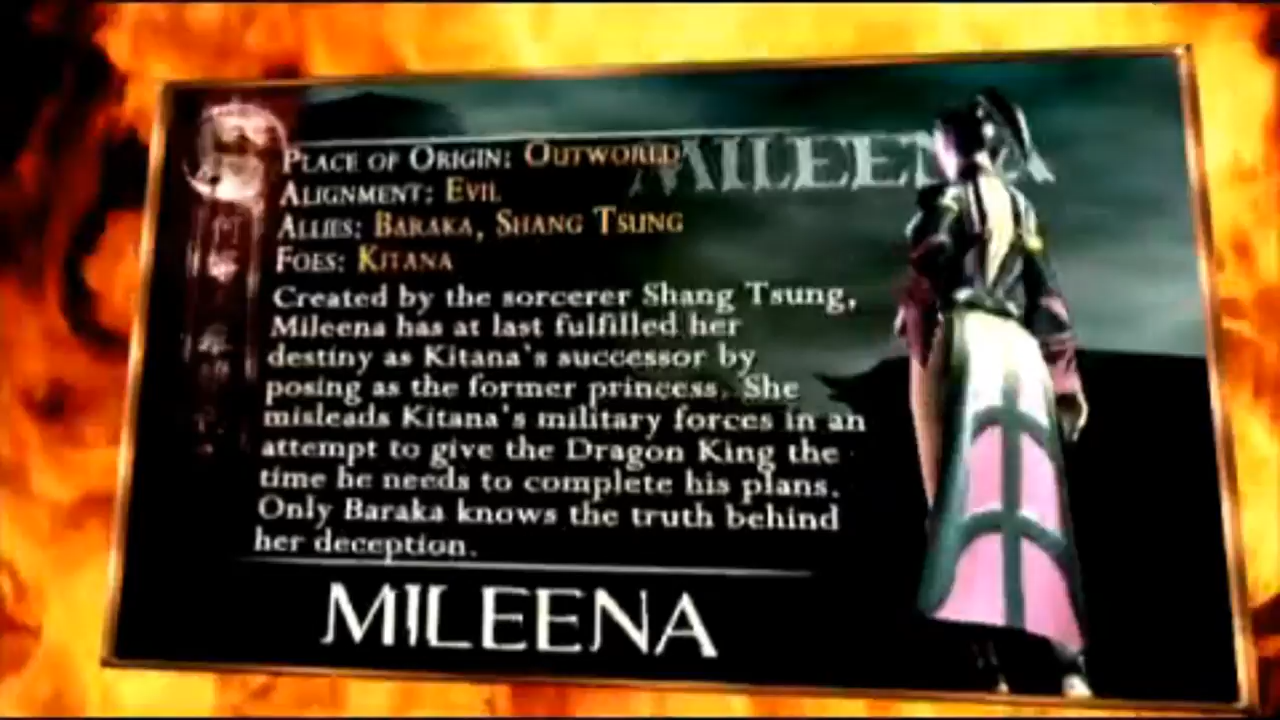 MILEENA
PLACE OF ORIGIN: OUTWORLD
ALIGNMENT: EVIL
ALLIES: BARAKA, SHANG TSUNG
FOES: KITANA
Created by the sorcerer Shang Tsung,
Mileena has at last fulfilled her
destiny as Kitana's successor by
posing as the former princess. She
misleads Kitana's military forces in an
attempt to give the Dragon King the
time he needs to complete his plans.
Only Baraka knows the truth behind
her deception.
MILEENA